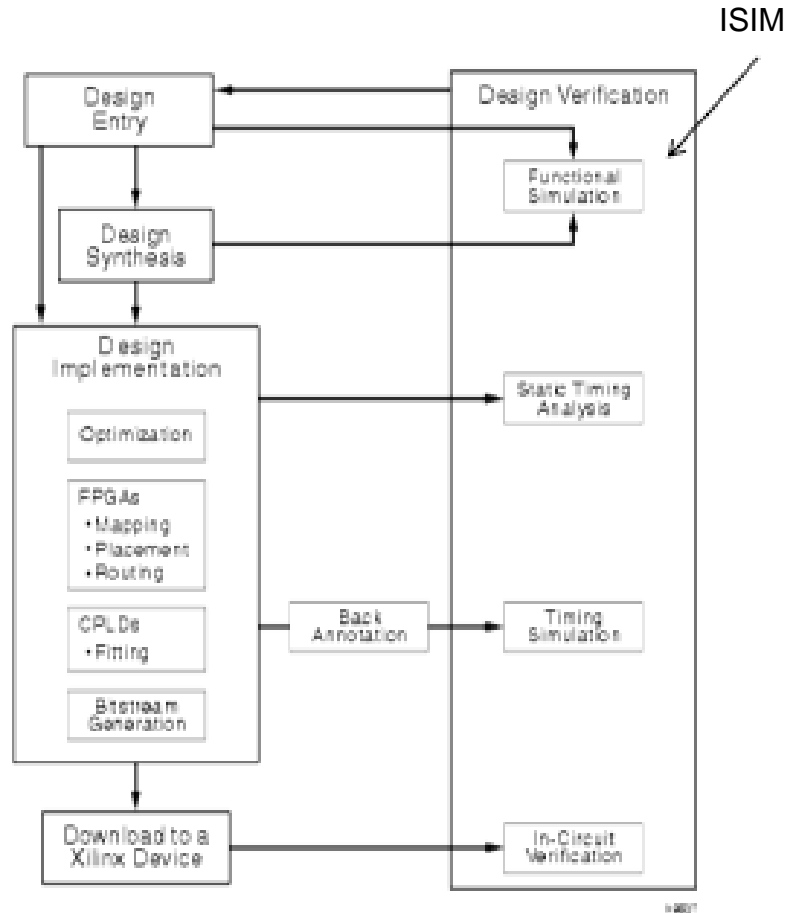 ISIM
Design
Entry
Design Verification
Functional
Simulation
Design
Synthesis
Design
Implementation
Static Timing
Analysis
Optimization
FPGAs
• Mapping
• Placement
• Routing
CPLDs
• Fitting
Back
Annotation
Timing
Simulation
Bitstream
Generation
Download to a
Xilinx Device
In-Circuit
Verification